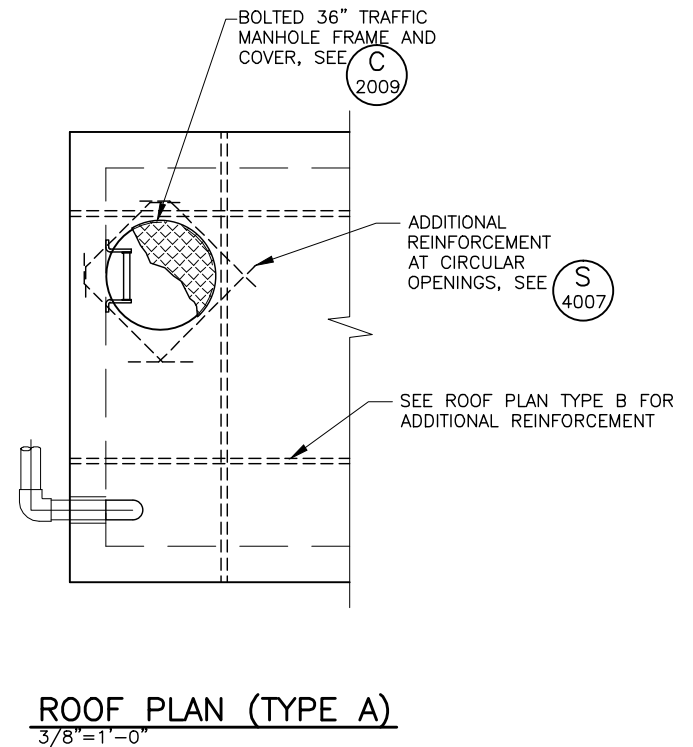 BOLTED 36" TRAFFIC
MANHOLE FRAME AND
COVER, SEE
C
2009
ADDITIONAL
REINFORCEMENT
AT CIRCULAR
OPENINGS, SEE
S
4007
SEE ROOF PLAN TYPE B FOR
ADDITIONAL REINFORCEMENT
ROOF PLAN (TYPE A)
3/8"=1'-0"